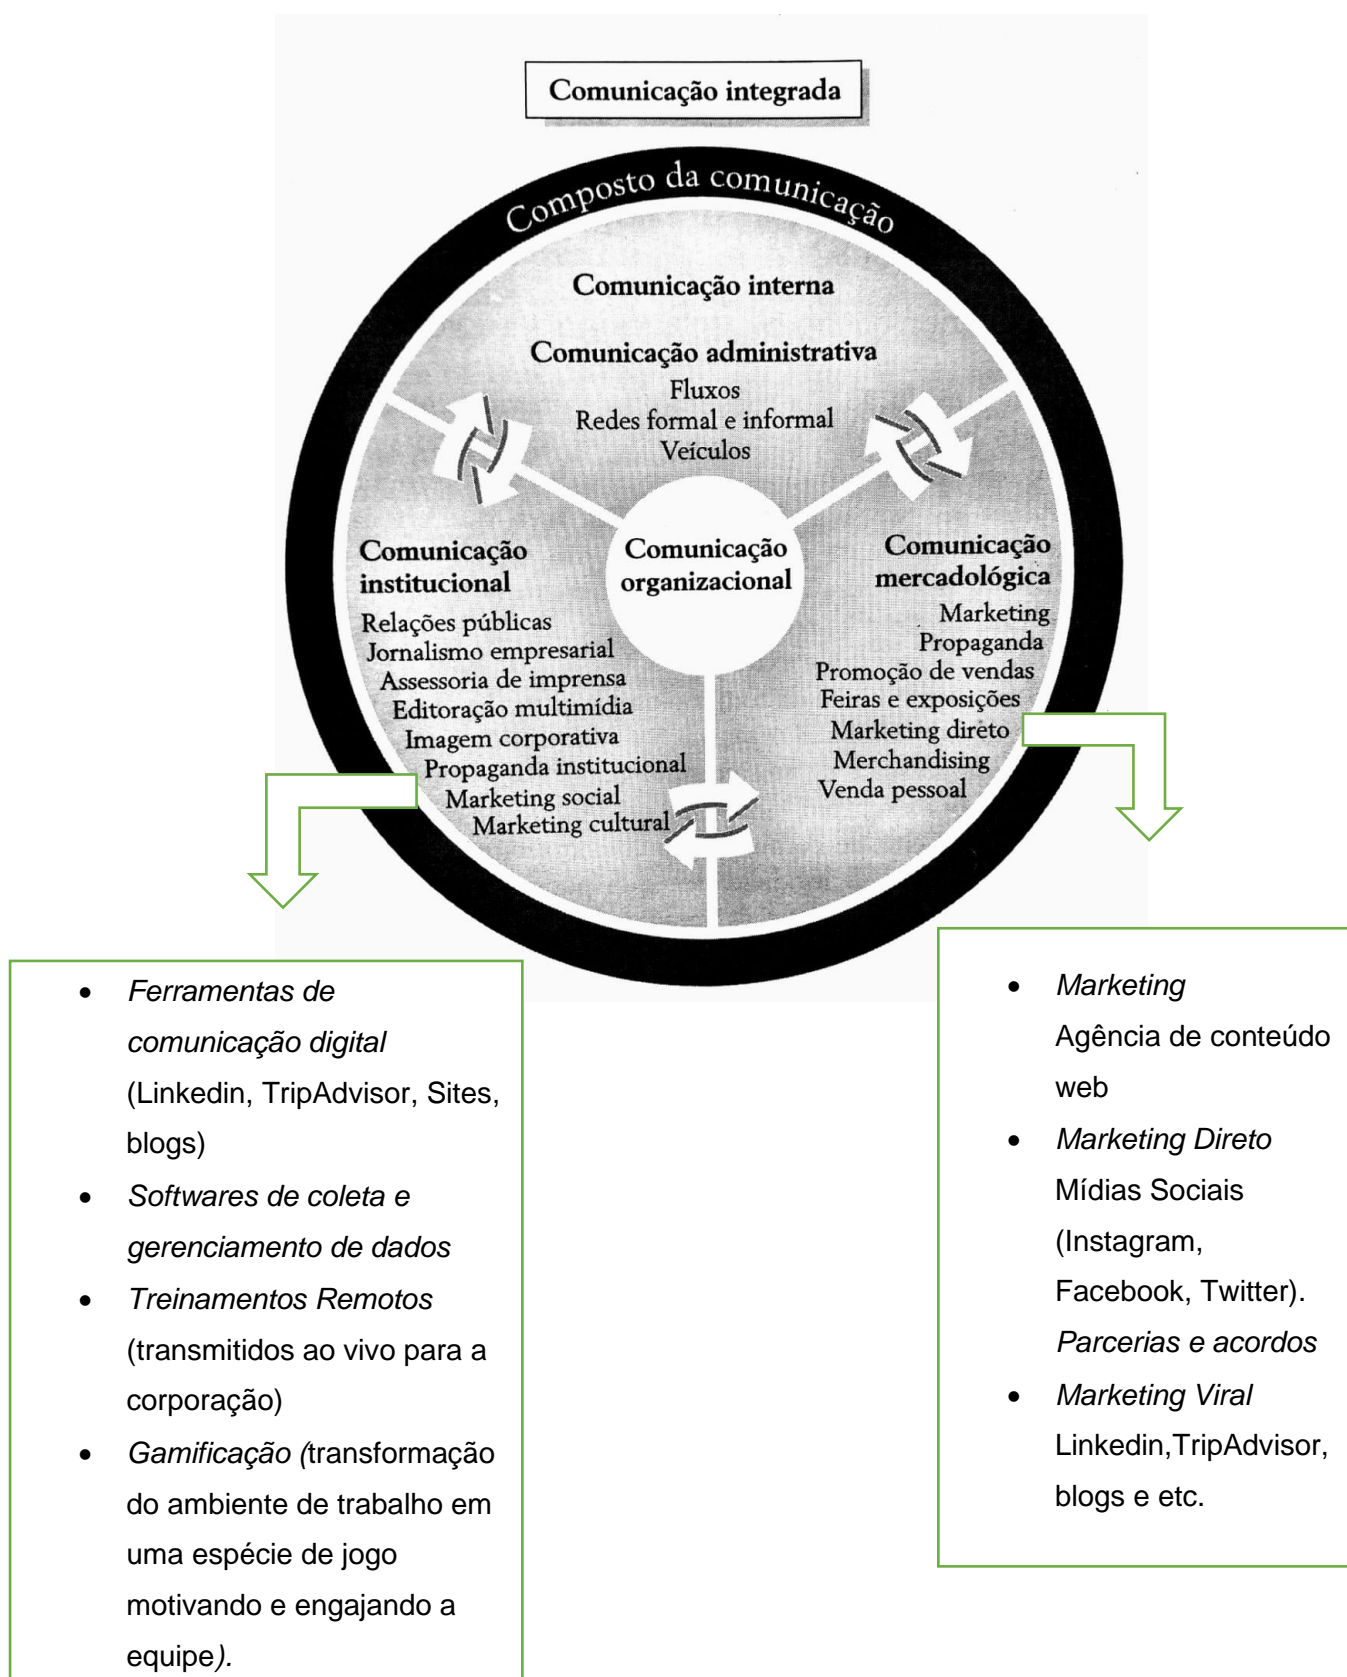 Comunicação integrada
Composto da comunicação
Comunicação interna
Comunicação administrativa
Fluxos
Redes formal e informal
Veículos
Comunicação
organizacional
Comunicação
institucional
Relações públicas
Jornalismo empresarial
Assessoria de imprensa
Editoração multimídia
Imagem corporativa
Propaganda institucional
Marketing social
Marketing cultural
Comunicação
mercadológica
Marketing
Propaganda
Promoção de vendas
Feiras e exposições
Marketing direto
Merchandising
Venda pessoal
• Ferramentas de
comunicação digital
(Linkedin, TripAdvisor, Sites,
blogs)
• Softwares de coleta e
gerenciamento de dados
• Treinamentos Remotos
(transmitidos ao vivo para a
corporação)
• Gamificação (transformação
do ambiente de trabalho em
uma espécie de jogo
motivando e engajando a
equipe).
• Marketing
Agência de conteúdo
web
• Marketing Direto
Mídias Sociais
(Instagram,
Facebook, Twitter).
Parcerias e acordos
• Marketing Viral
Linkedin,TripAdvisor,
blogs e etc.